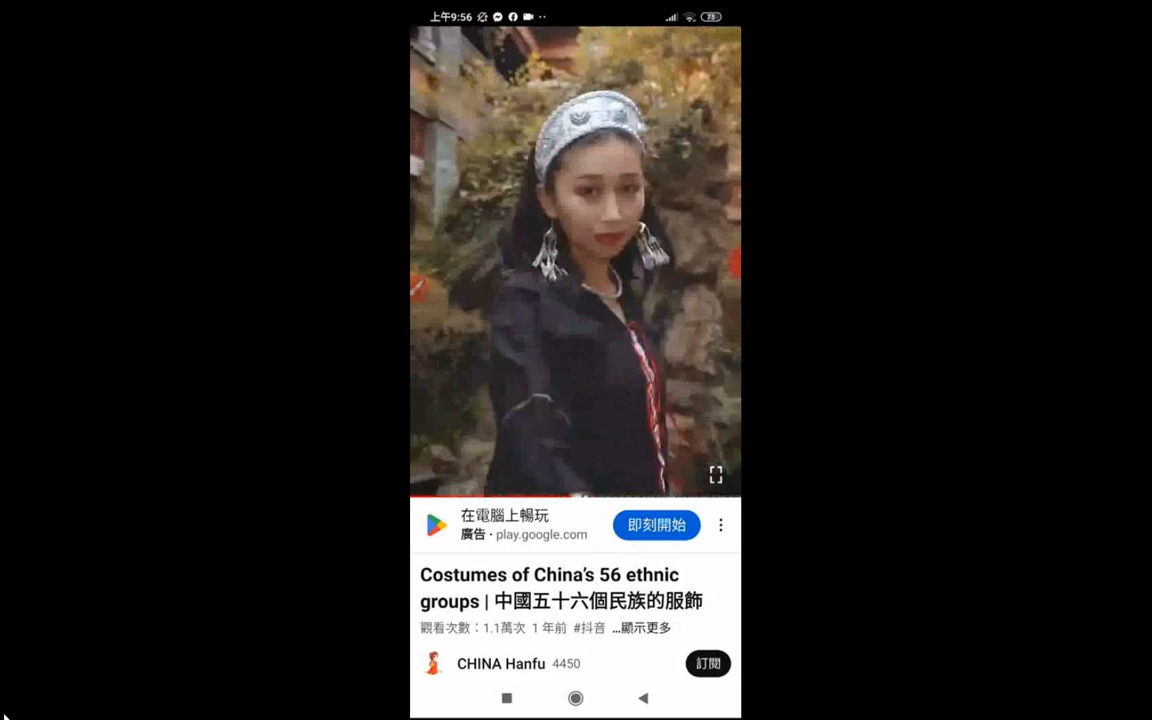 上午9:56
73
在電腦上暢玩
廣告 · play.google.com
即刻開始
Costumes of China’s 56 ethnic
groups | 中國五十六個民族的服飾
觀看次數：1.1萬次 1 年前 #抖音 ...顯示更多
CHINA Hanfu 4450
訂閱